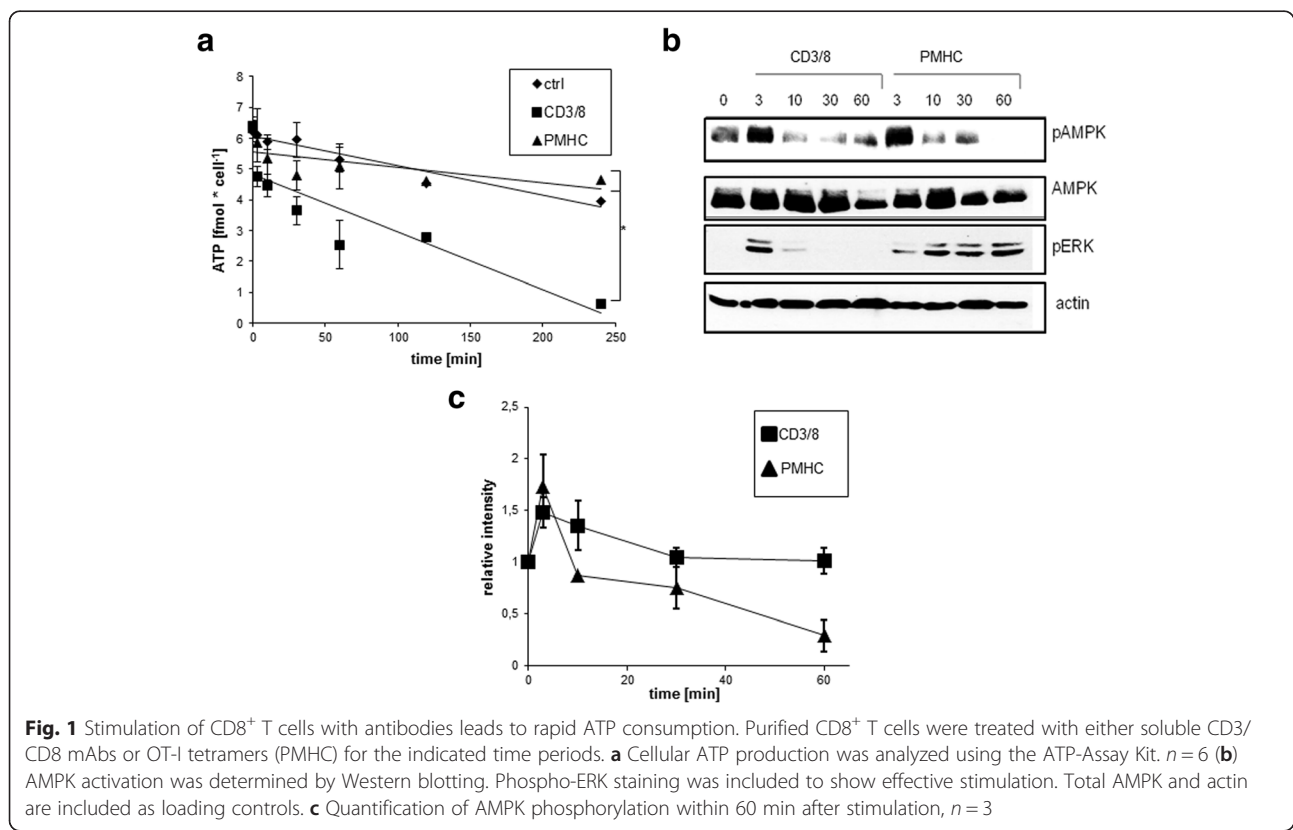 a
8
7
6
5
4
3
2
1
0
ATP [fmol * cell-1]
0 50 100 150 200 250
time [min]
ctrl
CD3/8
PMHC
*
b
CD3/8 PMHC
0 3 10 30 60 3 10 30 60
pAMPK
AMPK
pERK
actin
c
2,5
2
1,5
1
0,5
0
relative intensity
0 20 40 60
time [min]
CD3/8
PMHC
Fig. 1 Stimulation of CD8+ T cells with antibodies leads to rapid ATP consumption. Purified CD8+ T cells were treated with either soluble CD3/
CD8 mAbs or OT-I tetramers (PMHC) for the indicated time periods. a Cellular ATP production was analyzed using the ATP-Assay Kit. n = 6 (b)
AMPK activation was determined by Western blotting. Phospho-ERK staining was included to show effective stimulation. Total AMPK and actin
are included as loading controls. c Quantification of AMPK phosphorylation within 60 min after stimulation, n = 3